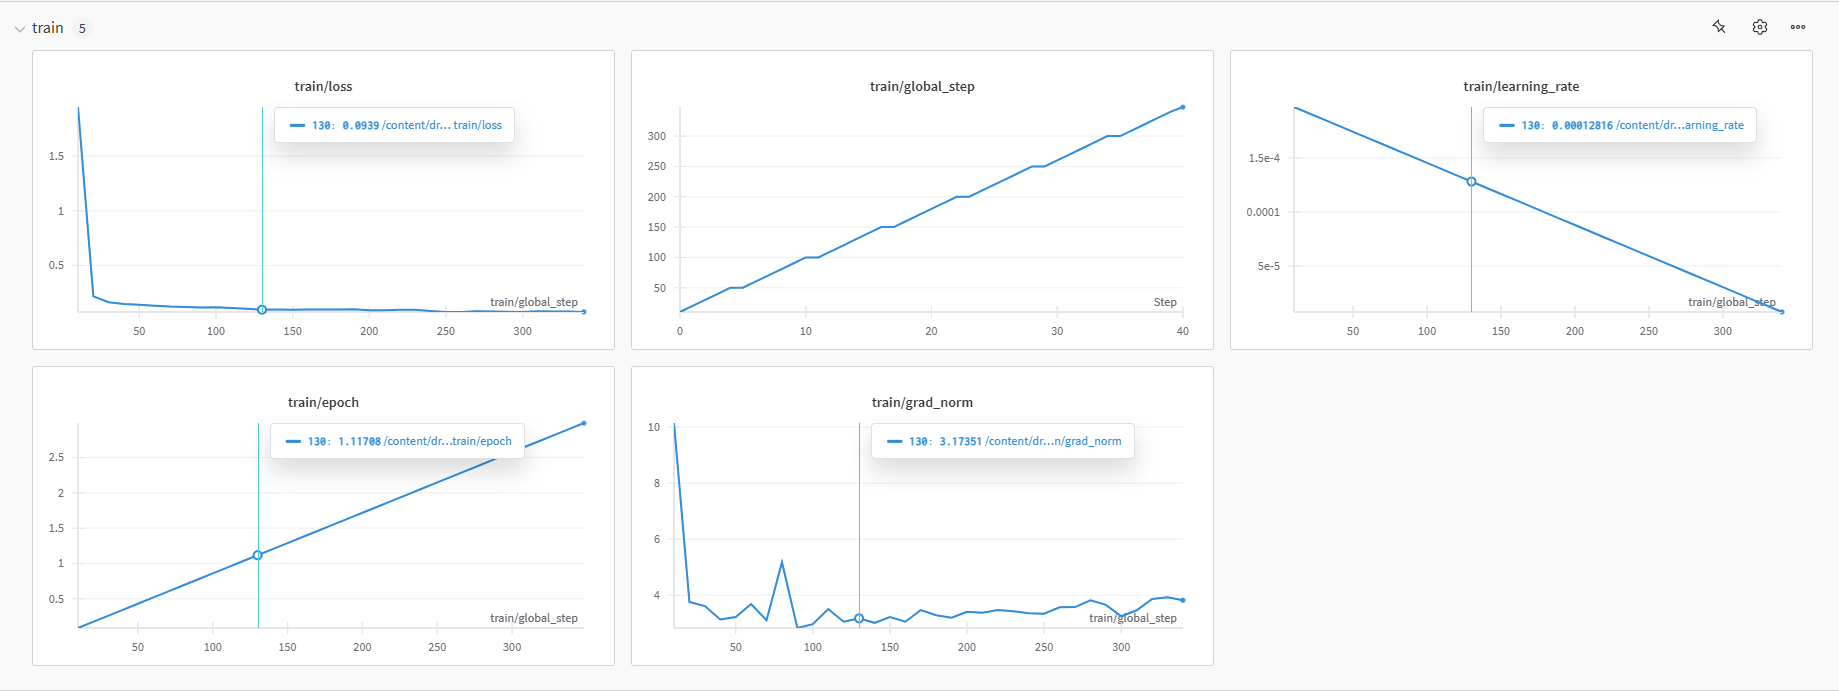 train 5
train/loss
130: 0.0939 /content/dr... train/loss
1.5
1
0.5
train/global_step
50 100 150 200 250 300
train/global_step
300
250
200
150
100
50
Step
0 10 20 30 40
train/learning_rate
130: 0.00012816 /content/dr...arning_rate
1.5e-4
0.0001
5e-5
train/global_step
50 100 150 200 250 300
train/epoch
130: 1.11708 /content/dr...train/epoch
2.5
2
1.5
1
0.5
train/global_step
50 100 150 200 250 300
train/grad_norm
130: 3.17351 /content/dr...n/grad_norm
10
8
6
4
train/global_step
50 100 150 200 250 300